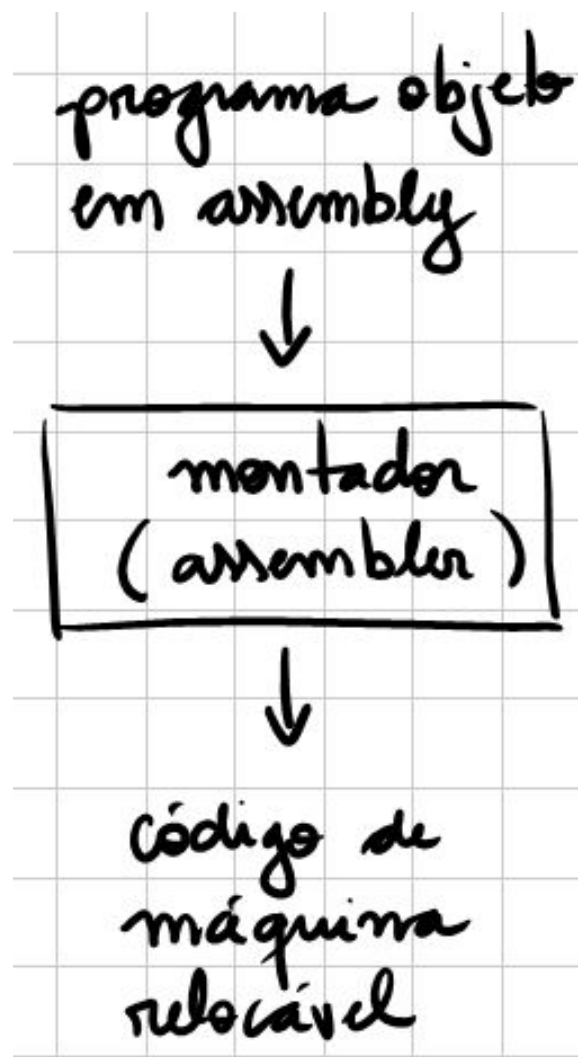 programa objeto
em assembly
montador
(assembler)
código de
máquina
relocável